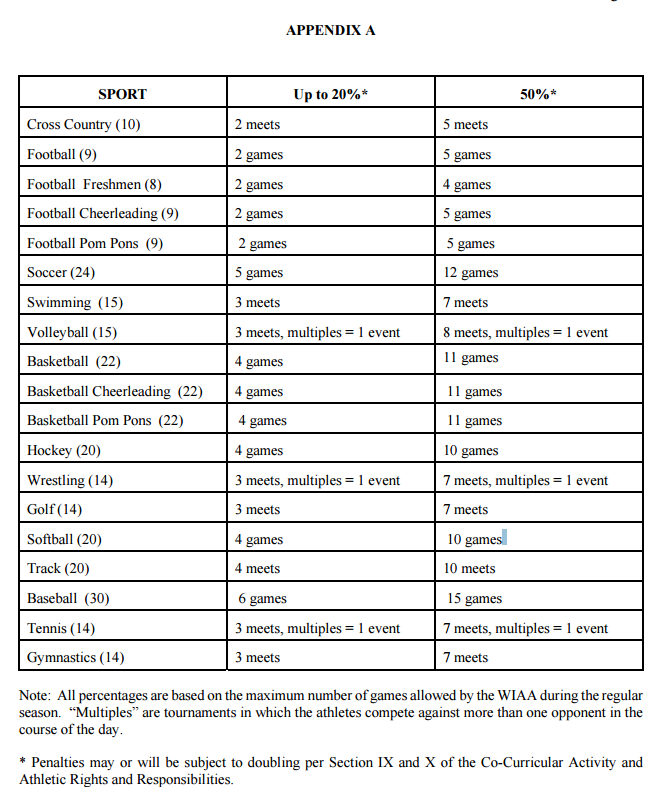 APPENDIX A
SPORT Up to 20%* 50%*
Cross Country (10) 2 meets 5 meets
Football (9) 2 games 5 games
Football Freshmen (8) 2 games 4 games
Football Cheerleading (9) 2 games 5 games
Football Pom Pons (9) 2 games 5 games
Soccer (24) 5 games 12 games
Swimming (15) 3 meets 7 meets
Volleyball (15) 3 meets, multiples = 1 event 8 meets, multiples = 1 event
Basketball (22) 4 games 11 games
Basketball Cheerleading (22) 4 games 11 games
Basketball Pom Pons (22) 4 games 11 games
Hockey (20) 4 games 10 games
Wrestling (14) 3 meets, multiples = 1 event 7 meets, multiples = 1 event
Golf (14) 3 meets 7 meets
Softball (20) 4 games 10 games
Track (20) 4 meets 10 meets
Baseball (30) 6 games 15 games
Tennis (14) 3 meets, multiples = 1 event 7 meets, multiples = 1 event
Gymnastics (14) 3 meets 7 meets
Note: All percentages are based on the maximum number of games allowed by the WIAA during the regular
season. “Multiples” are tournaments in which the athletes compete against more than one opponent in the
course of the day.
* Penalties may or will be subject to doubling per Section IX and X of the Co-Curricular Activity and
Athletic Rights and Responsibilities.